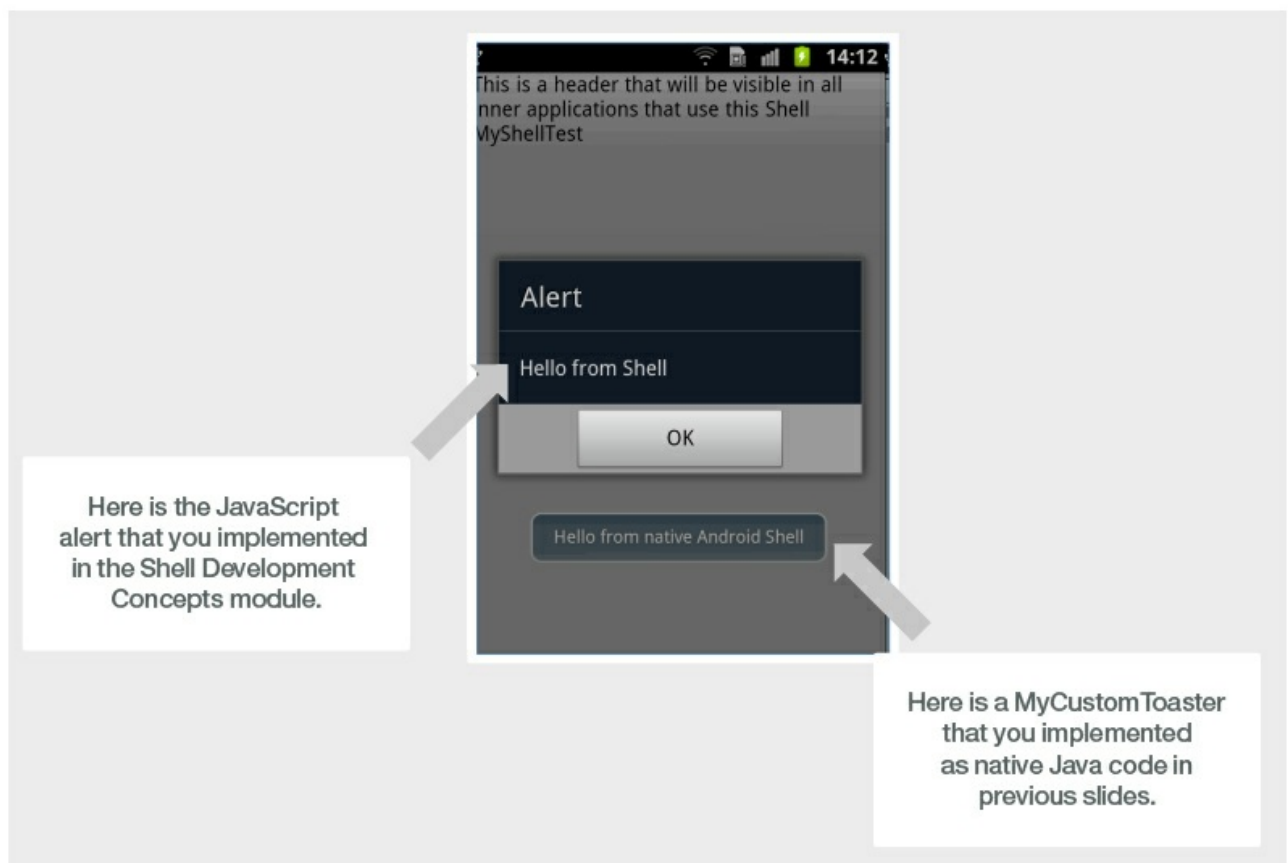 14:12
This is a header that will be visible in all
inner applications that use this Shell
MyShellTest
Alert
Hello from Shell
OK
Hello from native Android Shell
Here is the JavaScript
alert that you implemented
in the Shell Development
Concepts module.
Here is a MyCustomToaster
that you implemented
as native Java code in
previous slides.